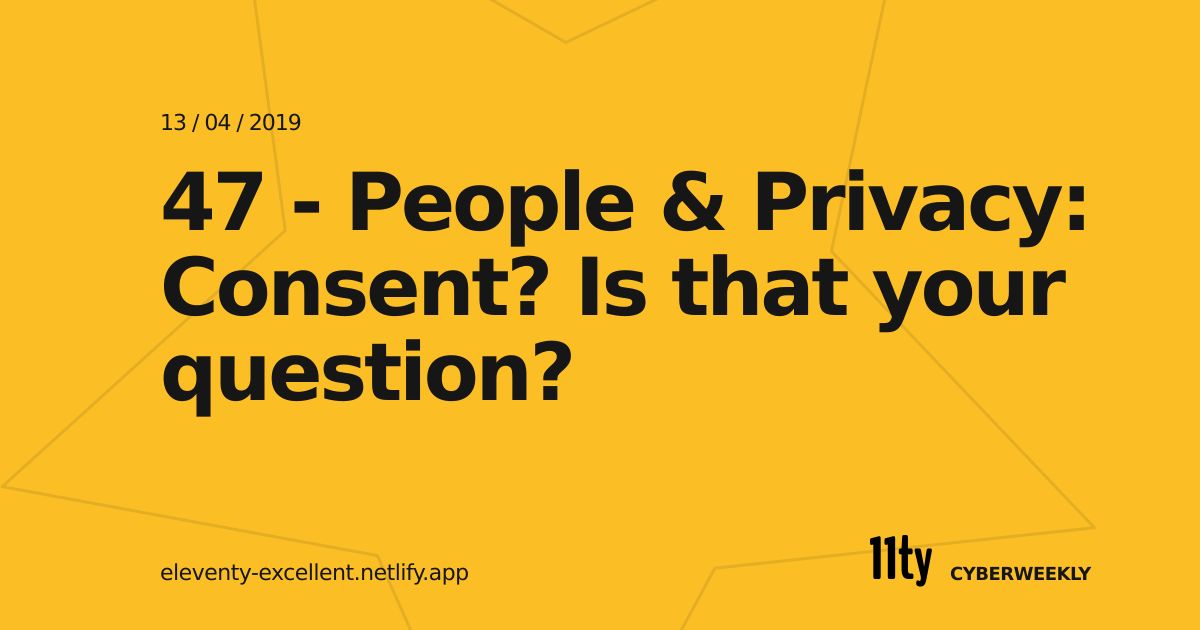 13 / 04 / 2019
47 - People & Privacy:
Consent? Is that your
question?
eleventy-excellent.netlify.app
11ty CYBERWEEKLY